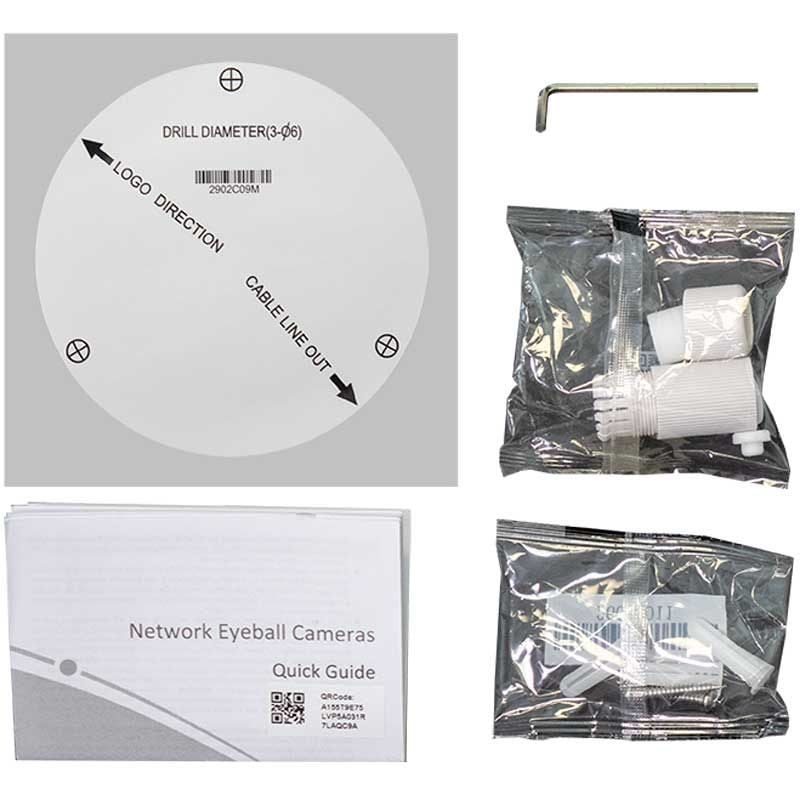 DRILL DIAMETER(3-Ø6)
2902C09M
LOGO DIRECTION
CABLE LINE OUT
Network Eyeball Cameras
Quick Guide
QRCode:
A155T9E75
LVP5A031R
7LAQC9A